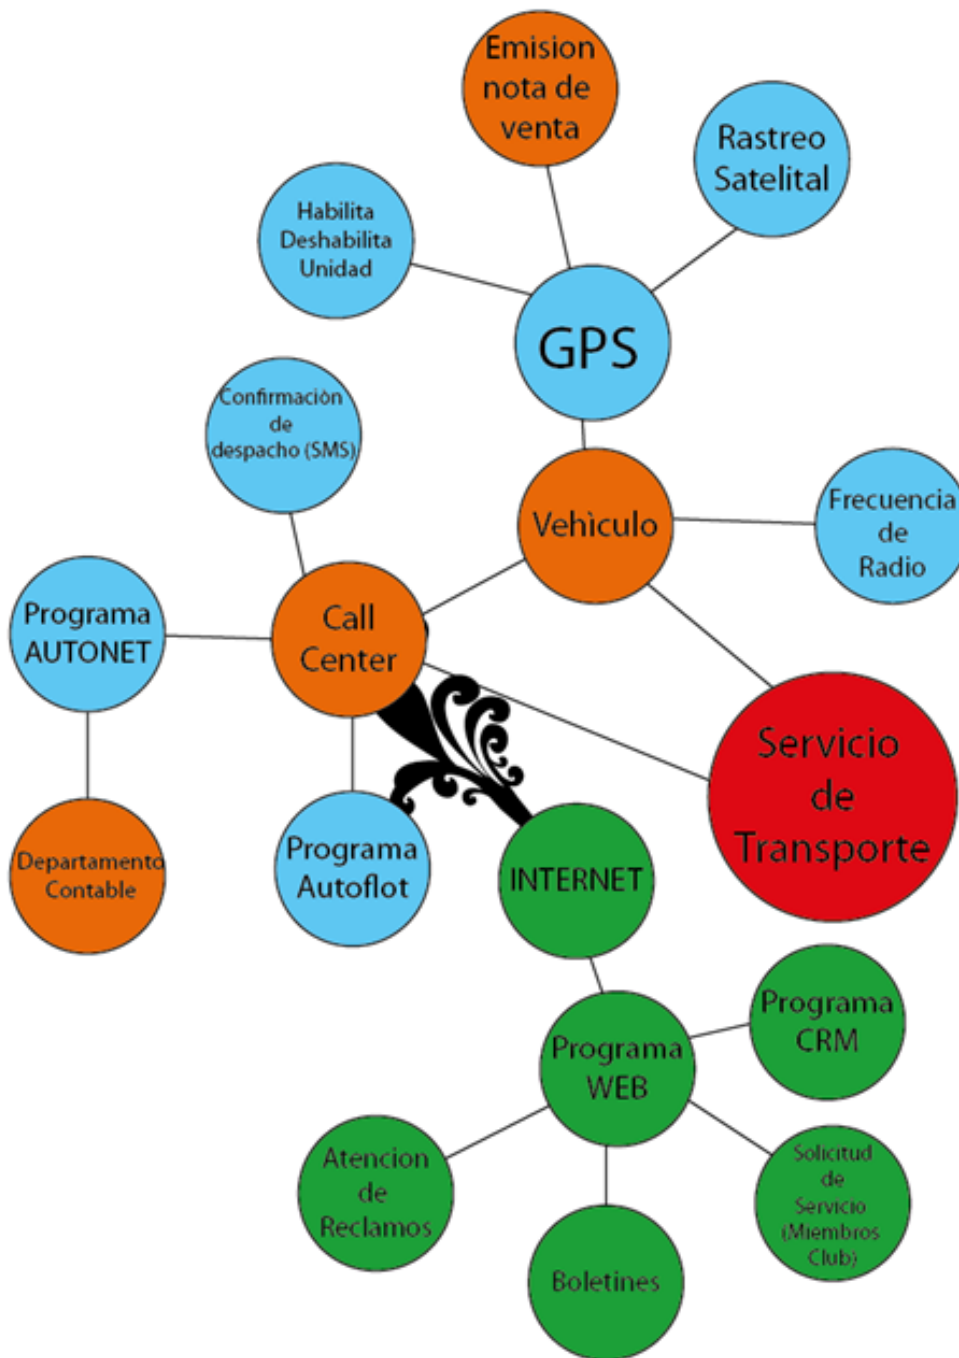 Emision
nota de
venta
Rastreo
Satelital
Habilita
Deshabilita
Unidad
GPS
Confirmaciòn
de
despacho (SMS)
Vehìculo
Frecuencia
de
Radio
Programa
AUTONET
Call
Center
Servicio
de
Transporte
Departamento
Contable
Programa
Autoflot
INTERNET
Programa
CRM
Programa
WEB
Atencion
de
Reclamos
Solicitud
de
Servicio
(Miembros
Club)
Boletines